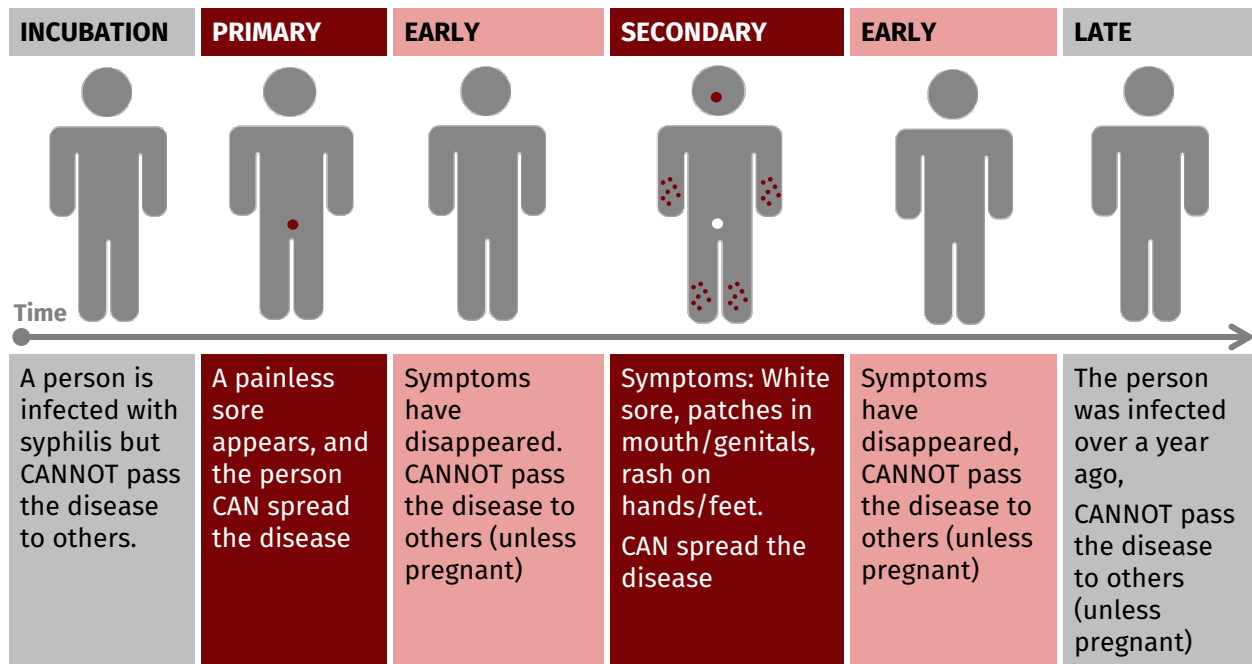 INCUBATION
PRIMARY
EARLY
SECONDARY
EARLY
LATE
Time
A person is
infected with
syphilis but
CANNOT pass
the disease
to others.
A painless
sore
appears, and
the person
CAN spread
the disease
Symptoms
have
disappeared.
CANNOT pass
the disease to
others (unless
pregnant)
Symptoms: White
sore, patches in
mouth/genitals,
rash on
hands/feet.
CAN spread the
disease
Symptoms
have
disappeared,
CANNOT pass
the disease to
others (unless
pregnant)
The person
was infected
over a year
ago,
CANNOT pass
the disease
to others
(unless
pregnant)